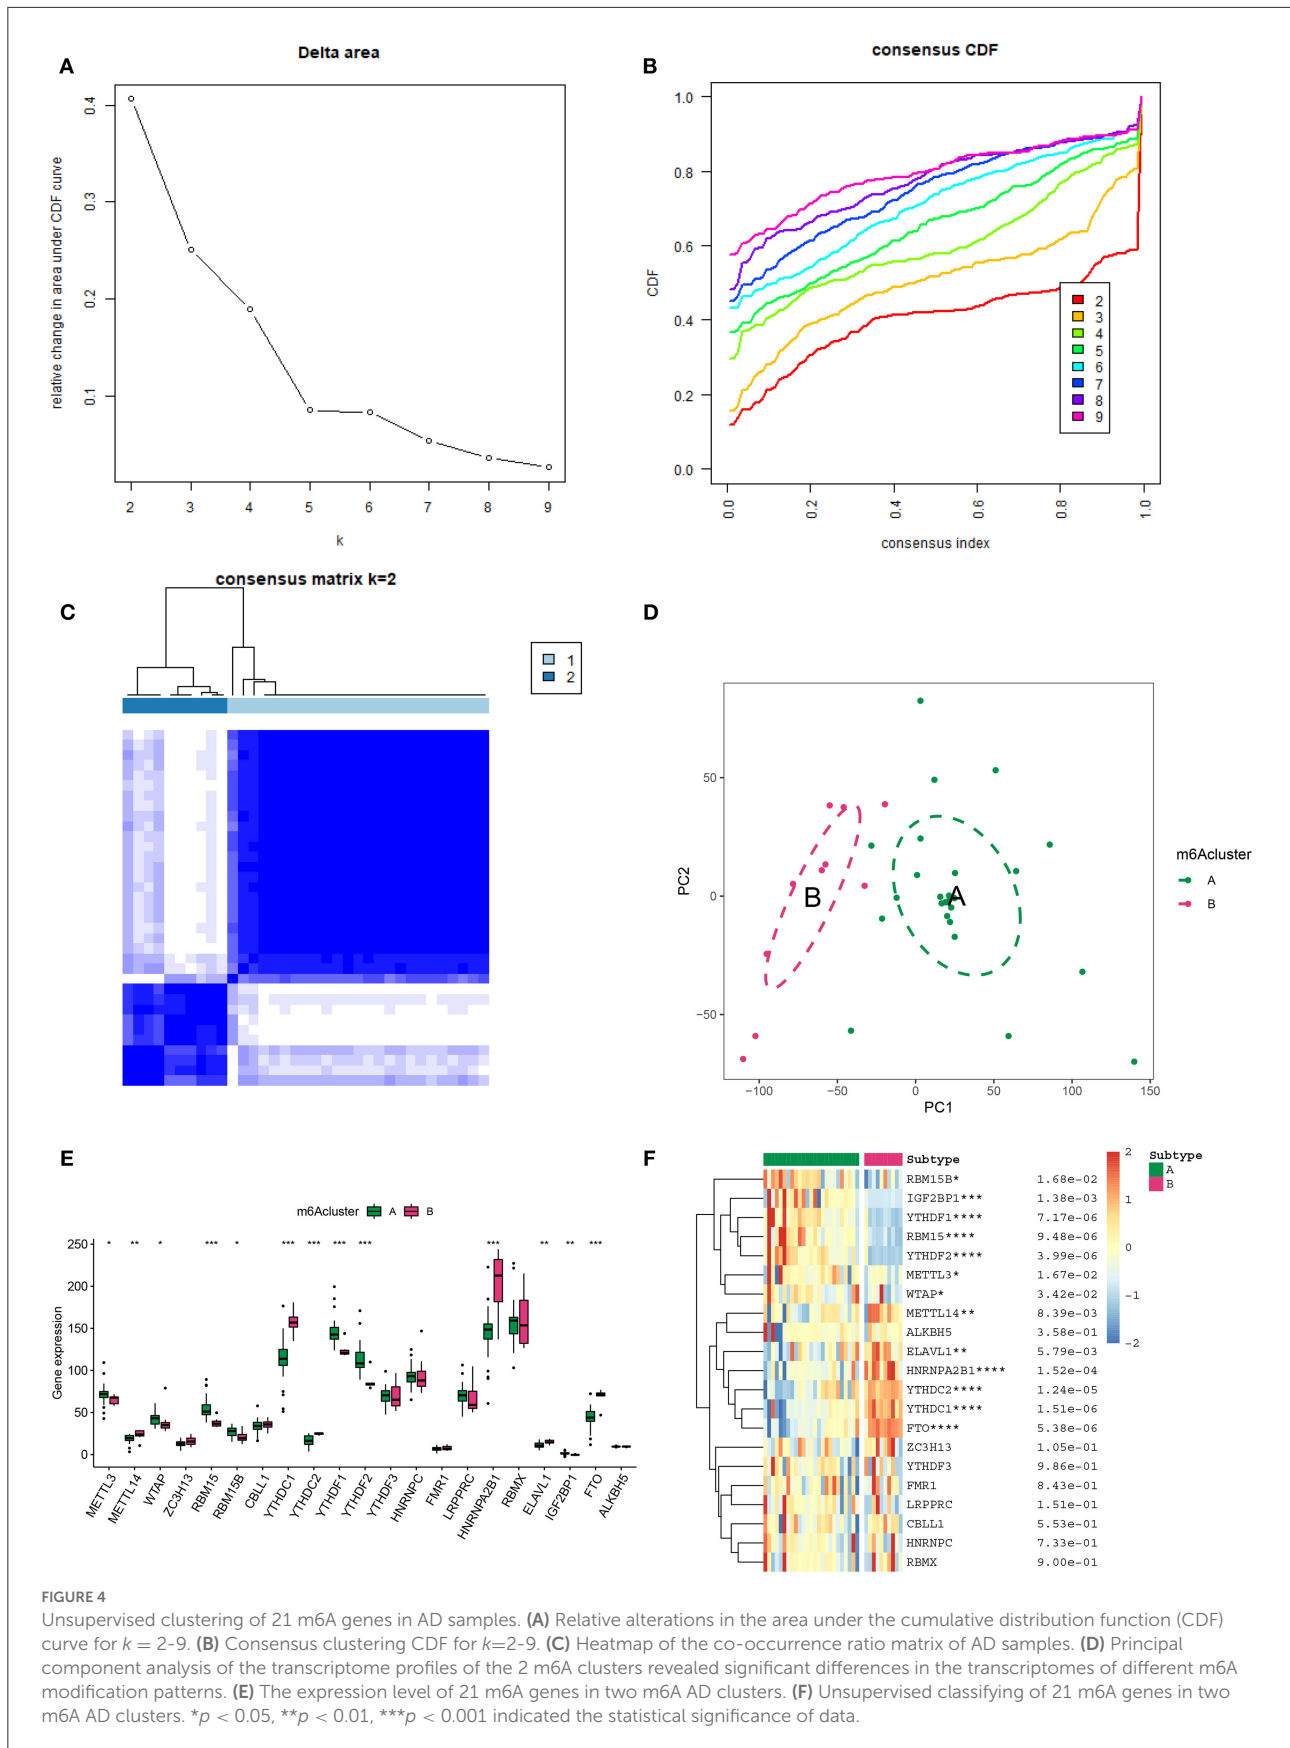 A
Delta area
relative change in area under CDF curve
0.4
0.3
0.2
0.1
2 3 4 5 6 7 8 9
k
B
consensus CDF
CDF
1.0
0.8
0.6
0.4
0.2
0.0
2
3
4
5
6
7
8
9
0.0 0.2 0.4 0.6 0.8 1.0
consensus index
C
consensus matrix k=2
1
2
D
PC2
50
0
−50
B
A
m6Acluster
A
B
−100 −50 0 50 100 150
PC1
E
m6Acluster A B
Gene expression
250
200
150
100
50
0
* ** * *** * *** *** *** *** *** ** ** ***
METTL3 METTL14 WTAP ZC3H13 RBM15 RBM15B CBLL1 YTHDC1 YTHDC2 YTHDF1 YTHDF2 YTHDF3 HNRNPC FMR1 LRPPRC HNRNPA2B1 RBMX ELAVL1 IGF2BP1 FTO ALKBH5
F
Subtype
RBM15B* 1.68e-02
IGF2BP1*** 1.38e-03
YTHDF1**** 7.17e-06
RBM15**** 9.48e-06
YTHDF2**** 3.99e-06
METTL3* 1.67e-02
WTAP* 3.42e-02
METTL14** 8.39e-03
ALKBH5 3.58e-01
ELAVL1** 5.79e-03
HNRNPA2B1**** 1.52e-04
YTHDC2**** 1.24e-05
YTHDC1**** 1.51e-06
FTO**** 5.38e-06
ZC3H13 1.05e-01
YTHDF3 9.86e-01
FMR1 8.43e-01
LRPPRC 1.51e-01
CBLL1 5.53e-01
HNRNPC 7.33e-01
RBMX 9.00e-01
2
1
0
−1
−2
Subtype
A
B
FIGURE 4
Unsupervised clustering of 21 m6A genes in AD samples. (A) Relative alterations in the area under the cumulative distribution function (CDF)
curve for k = 2-9. (B) Consensus clustering CDF for k=2-9. (C) Heatmap of the co-occurrence ratio matrix of AD samples. (D) Principal
component analysis of the transcriptome profiles of the 2 m6A clusters revealed significant differences in the transcriptomes of different m6A
modification patterns. (E) The expression level of 21 m6A genes in two m6A AD clusters. (F) Unsupervised classifying of 21 m6A genes in two
m6A AD clusters. *p < 0.05, **p < 0.01, ***p < 0.001 indicated the statistical significance of data.